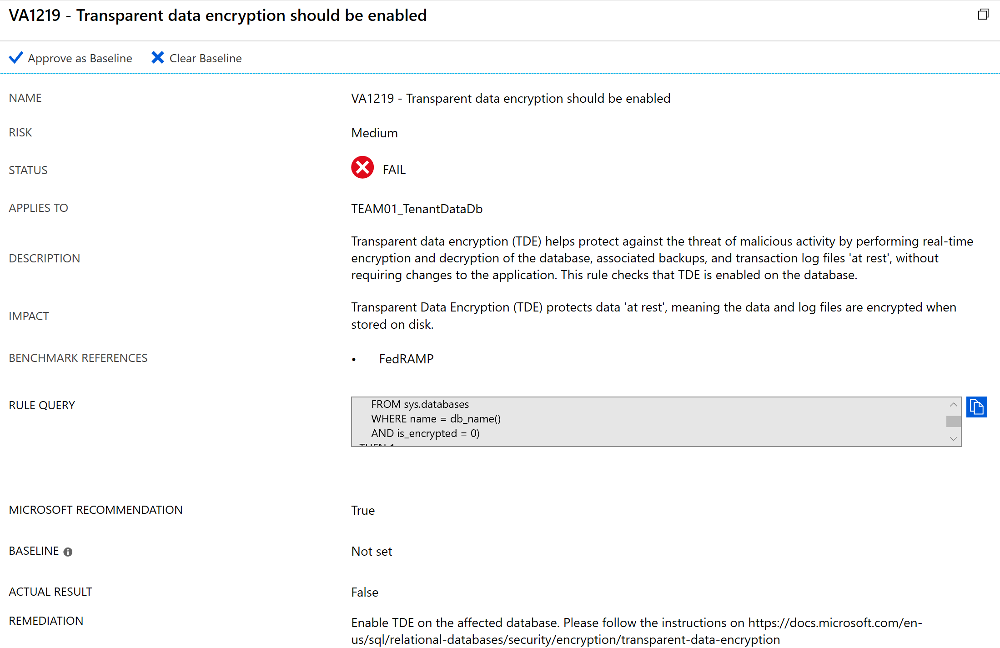 VA1219 - Transparent data encryption should be enabled
Approve as Baseline
Clear Baseline
NAME
VA1219 - Transparent data encryption should be enabled
RISK
Medium
STATUS
FAIL
APPLIES TO
TEAM01_TenantDataDb
DESCRIPTION
Transparent data encryption (TDE) helps protect against the threat of malicious activity by performing real-time
encryption and decryption of the database, associated backups, and transaction log files 'at rest', without
requiring changes to the application. This rule checks that TDE is enabled on the database.
IMPACT
Transparent Data Encryption (TDE) protects data 'at rest', meaning the data and log files are encrypted when
stored on disk.
BENCHMARK REFERENCES
• FedRAMP
RULE QUERY
FROM sys.databases
WHERE name = db_name()
AND is_encrypted = 0)
THEN 1
MICROSOFT RECOMMENDATION
True
BASELINE
Not set
ACTUAL RESULT
False
REMEDIATION
Enable TDE on the affected database. Please follow the instructions on https://docs.microsoft.com/en-
us/sql/relational-databases/security/encryption/transparent-data-encryption